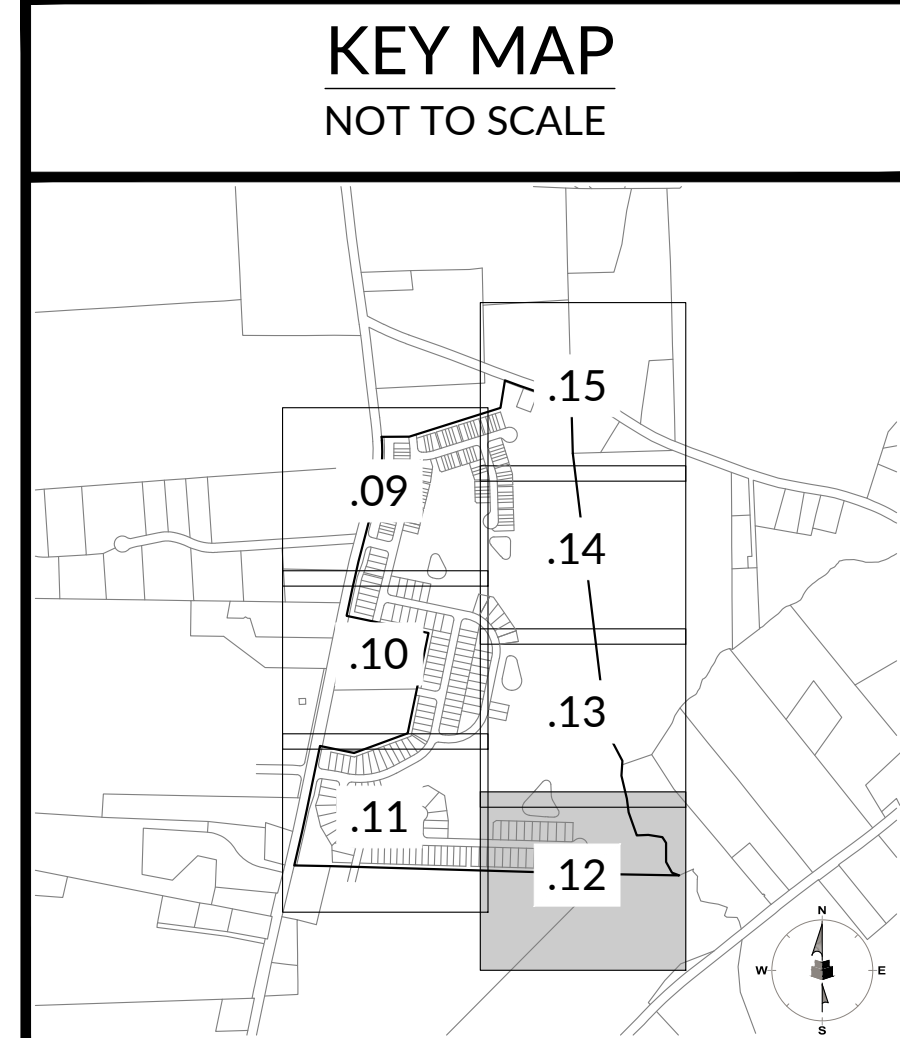 KEY MAP
NOT TO SCALE
.15
.09
.14
.10
.13
.11
.12
N
W E
S